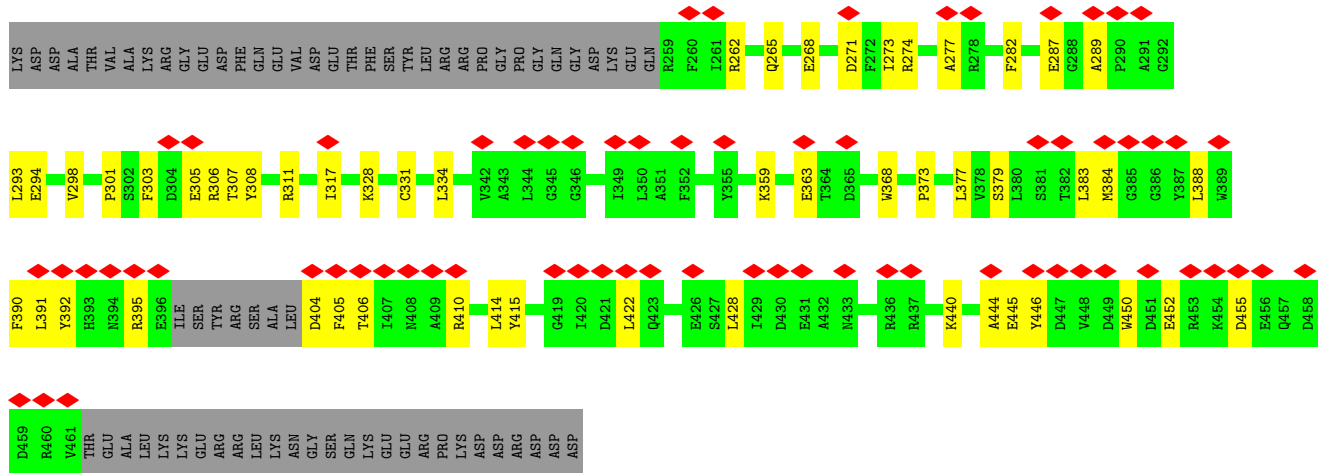 LYS ASP ASP ALA THR VAL ALA LYS ARG GLY GLU ASP PHE GLN GLU VAL ASP GLU THR PHE SER TYR LEU ARG ARG PRO GLY PRO GLY GLN GLY ASP LYS GLU GLN R259 F260 I261 R262 Q265 E268 D271 F272 I273 R274 A277 R278 F282 E287 G288 A289 P290 A291 G292
L293 E294 V298 P301 S302 F303 D304 E305 R306 T307 Y308 R311 I317 K328 C331 L334 V342 A343 L344 G345 G346 I349 L350 A351 F352 Y355 K359 E363 T364 D365 W368 P373 L377 V378 S379 L380 S381 T382 L383 M384 G385 G386 Y387 L388 W389
F390 L391 Y392 H393 N394 R395 E396 ILE SER TYR ARG SER ALA LEU D404 F405 T406 I407 N408 A409 R410 L414 Y415 G419 I420 D421 L422 Q423 E426 S427 L428 I429 D430 E431 A432 N433 R436 R437 K440 A444 E445 Y446 D447 V448 D449 W450 D451 E452 R453 K454 D455 E456 Q457 D458
D459 R460 V461 THR GLU ALA LEU LYS LYS GLU ARG ARG LEU LYS ASN GLY SER GLN LYS GLU GLU ARG PRO LYS ASP ASP ARG ASP ASP ASP